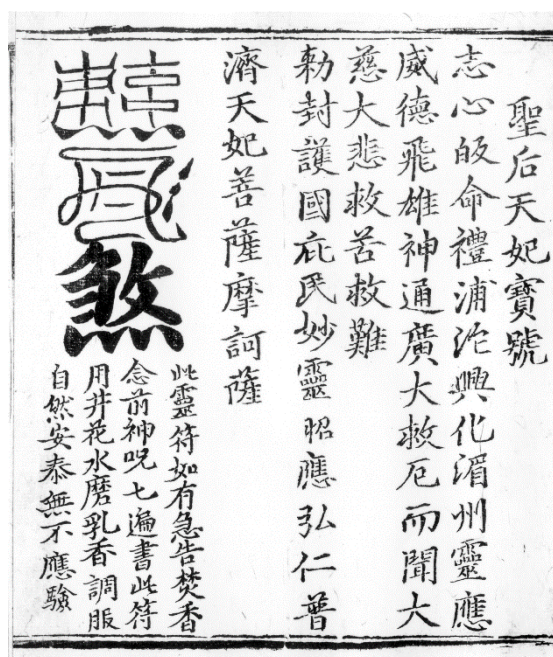 聖后天妃寶號
志心皈命禮浦沱興化湄州靈應
威德飛雄神通廣大救厄而聞大
慈大悲救苦救難
勅封護國庇民妙靈昭應弘仁普
濟天妃菩薩摩訶薩
煞
此靈符如有急告焚香
念前神呪七遍書此符
用井花水磨乳香調服
自然安泰無不應驗